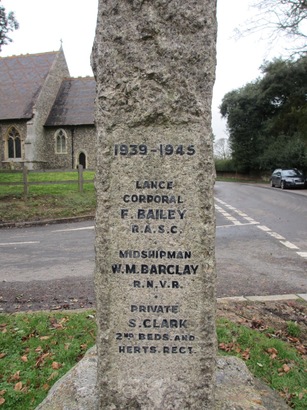 1939-1945
LANCE
CORPORAL
F. BAILEY
R.A.S.C.
MIDSHIPMAN
W.M. BARCLAY
R.N.V.R.
PRIVATE
S. CLARK
2ND BEDS. AND
HERTS. REGT.